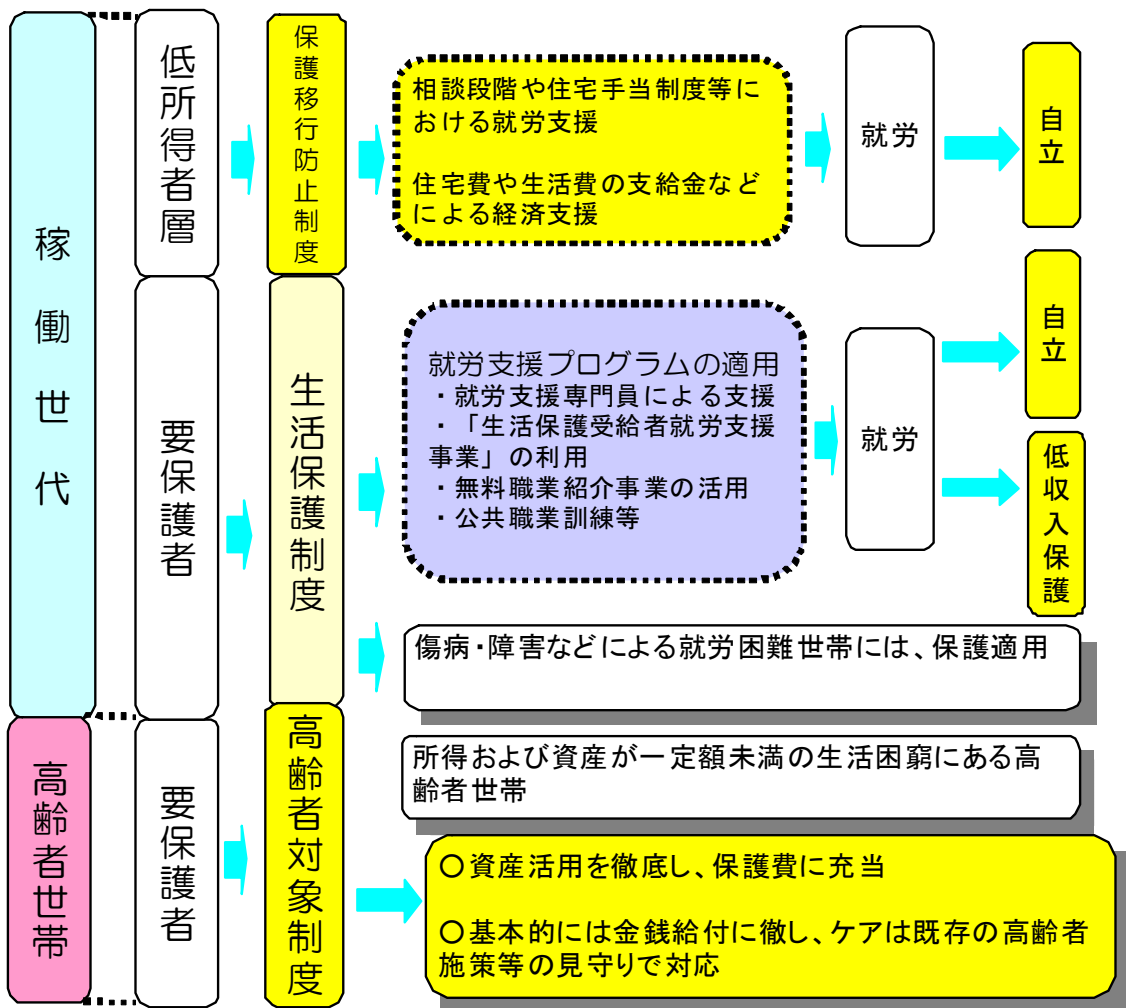 稼働世代
低所得者層
保護移行防止制度
相談段階や住宅手当制度等に
おける就労支援
住宅費や生活費の支給金など
による経済支援
就労
自立
要保護者
生活保護制度
就労支援プログラムの適用
・就労支援専門員による支援
・「生活保護受給者就労支援
事業」の利用
・無料職業紹介事業の活用
・公共職業訓練等
就労
自立
低収入保護
傷病・障害などによる就労困難世帯には、保護適用
高齢者世帯
要保護者
高齢者対象制度
所得および資産が一定額未満の生活困窮にある高
齢者世帯
○資産活用を徹底し、保護費に充当
○基本的には金銭給付に徹し、ケアは既存の高齢者
施策等の見守りで対応